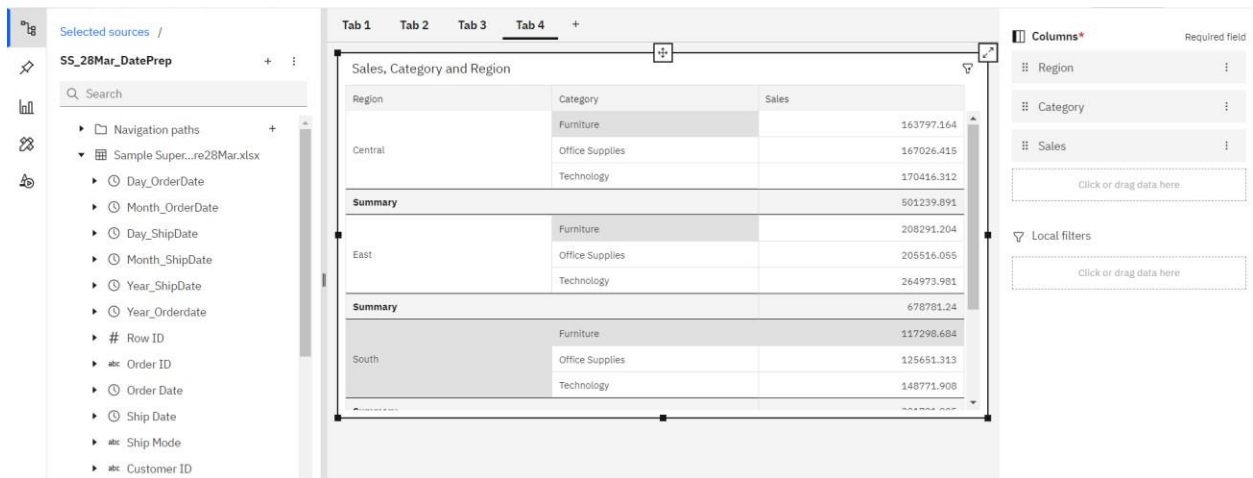 Tab 1 Tab 2 Tab 3 Tab 4 +
Selected sources /
SS_28Mar_DatePrep
Search
Navigation paths
Sample Super...re28Mar.xlsx
Day_OrderDate
Month_OrderDate
Day_ShipDate
Month_ShipDate
Year_ShipDate
Year_Orderdate
# Row ID
abc Order ID
Order Date
Ship Date
abc Ship Mode
abc Customer ID
Sales, Category and Region
Region Category Sales
Furniture 163797.164
Central Office Supplies 167026.415
Technology 170416.312
Summary 501239.891
Furniture 208291.204
East Office Supplies 205516.055
Technology 264973.981
Summary 678781.24
Furniture 117298.684
South Office Supplies 125651.313
Technology 148771.908
Columns* Required field
Region
Category
Sales
Click or drag data here
Local filters
Click or drag data here